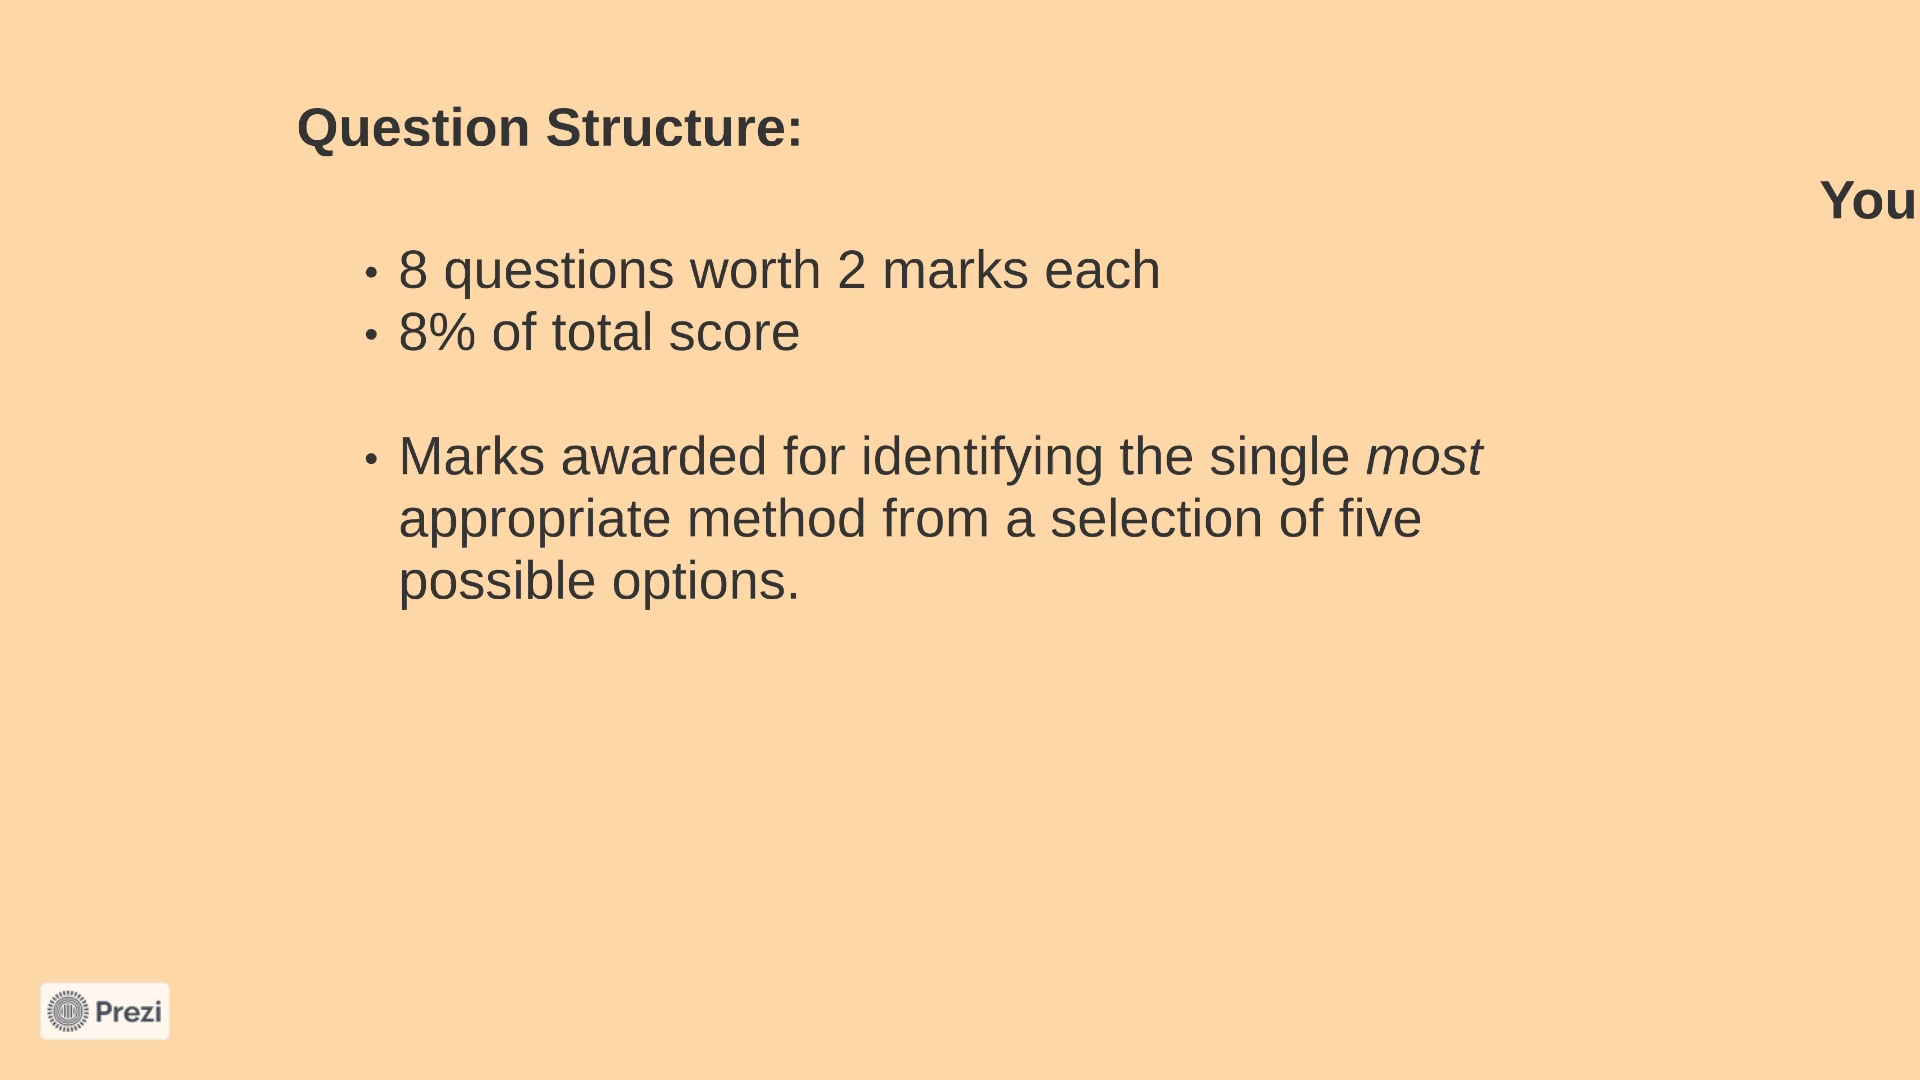 Question Structure:
You
• 8 questions worth 2 marks each
• 8% of total score
• Marks awarded for identifying the single most
appropriate method from a selection of five
possible options.
Prezi